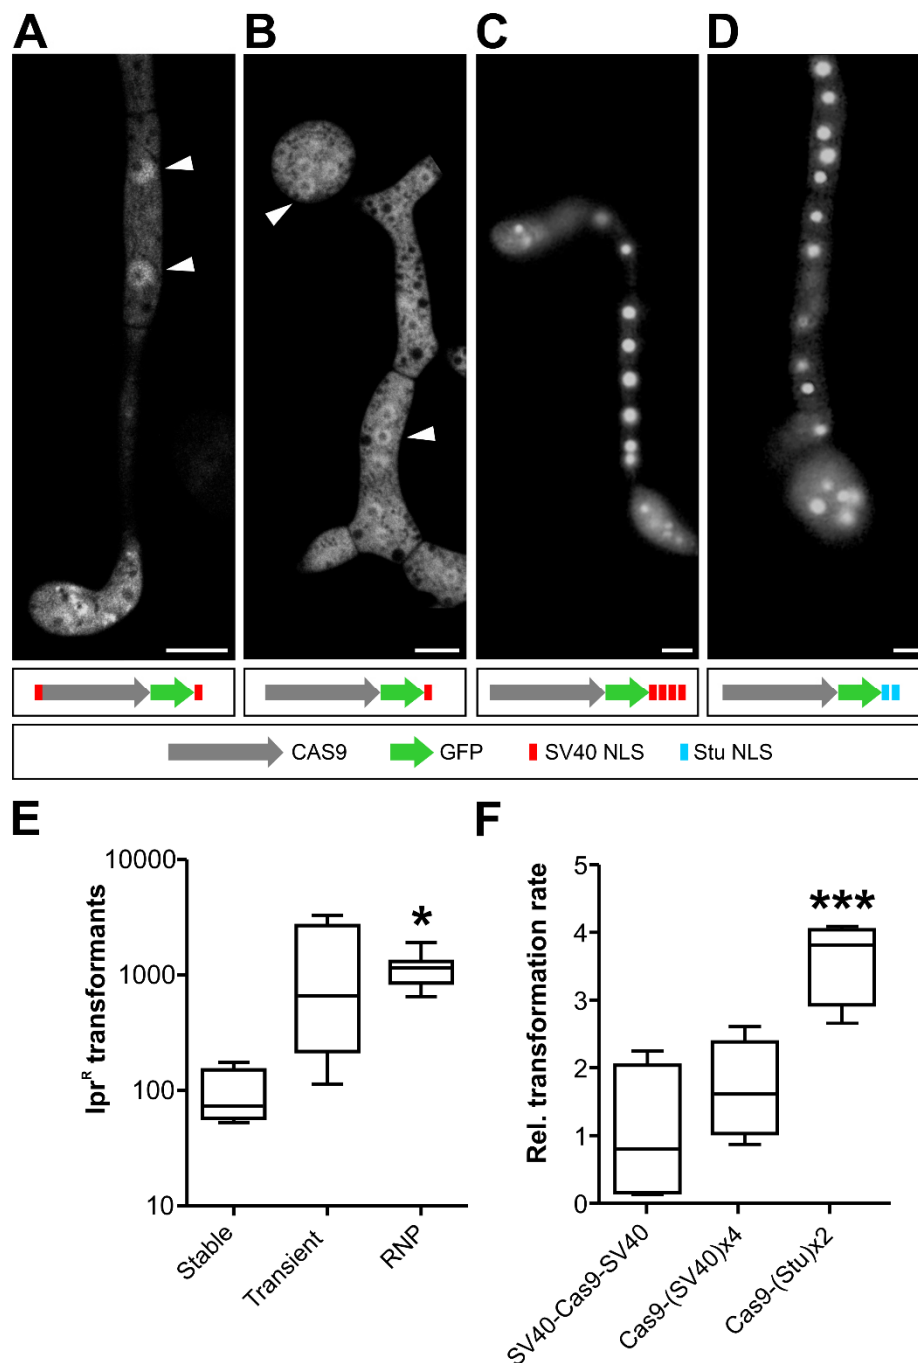 A B C D
CAS9 GFP SV40 NLS Stu NLS
E
Ipr^R transformants
10000
1000
100
10
*
Stable
Transient
RNP
F
Rel. transformation rate
5
4
3
2
1
0
***
SV40-Cas9-SV40
Cas9-(SV40)x4
Cas9-(Stu)x2